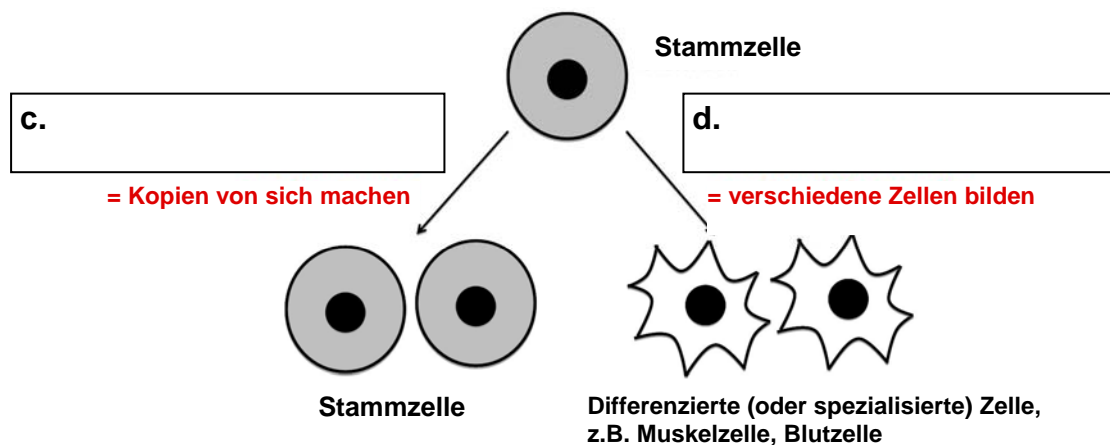 Stammzelle
c.
d.
= Kopien von sich machen
= verschiedene Zellen bilden
Stammzelle
Differenzierte (oder spezialisierte) Zelle,
z.B. Muskelzelle, Blutzelle